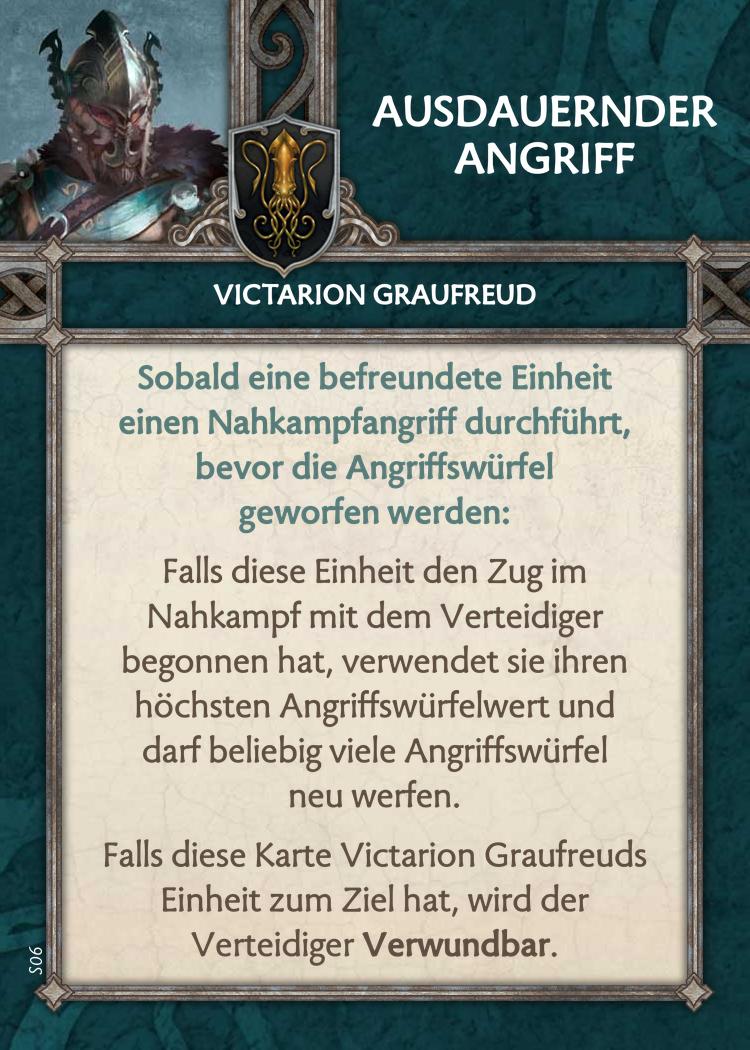 AUSDAUERNDER
ANGRIFF
VICTARION GRAUFREUD
Sobald eine befreundete Einheit
einen Nahkampfangriff durchführt,
bevor die Angriffswürfel
geworfen werden:
Falls diese Einheit den Zug im
Nahkampf mit dem Verteidiger
begonnen hat, verwendet sie ihren
höchsten Angriffswürfelwert und
darf beliebig viele Angriffswürfel
neu werfen.
Falls diese Karte Victarion Graufreuds
Einheit zum Ziel hat, wird der
Verteidiger Verwundbar.
S06